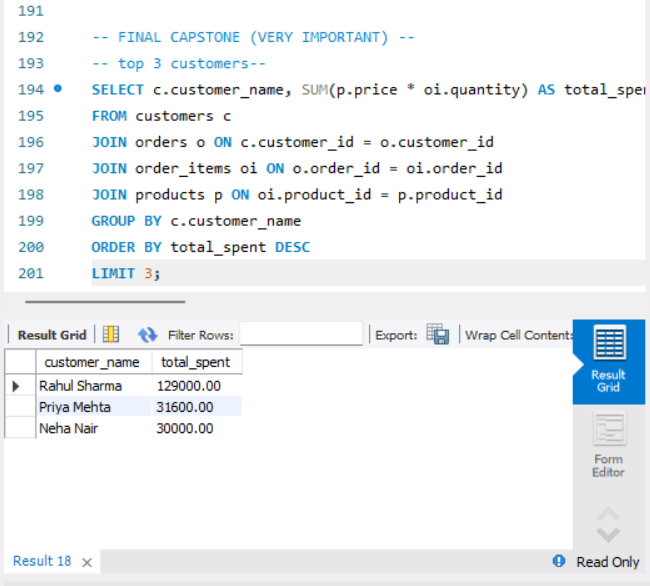 191
192 -- FINAL CAPSTONE (VERY IMPORTANT) --
193 -- top 3 customers--
194 SELECT c.customer_name, SUM(p.price * oi.quantity) AS total_spe
195 FROM customers c
196 JOIN orders o ON c.customer_id = o.customer_id
197 JOIN order_items oi ON o.order_id = oi.order_id
198 JOIN products p ON oi.product_id = p.product_id
199 GROUP BY c.customer_name
200 ORDER BY total_spent DESC
201 LIMIT 3;
Result Grid Filter Rows: Export: Wrap Cell Content:
customer_name total_spent
Rahul Sharma 129000.00
Priya Mehta 31600.00
Neha Nair 30000.00
Result
Grid
Form
Editor
Result 18 Read Only